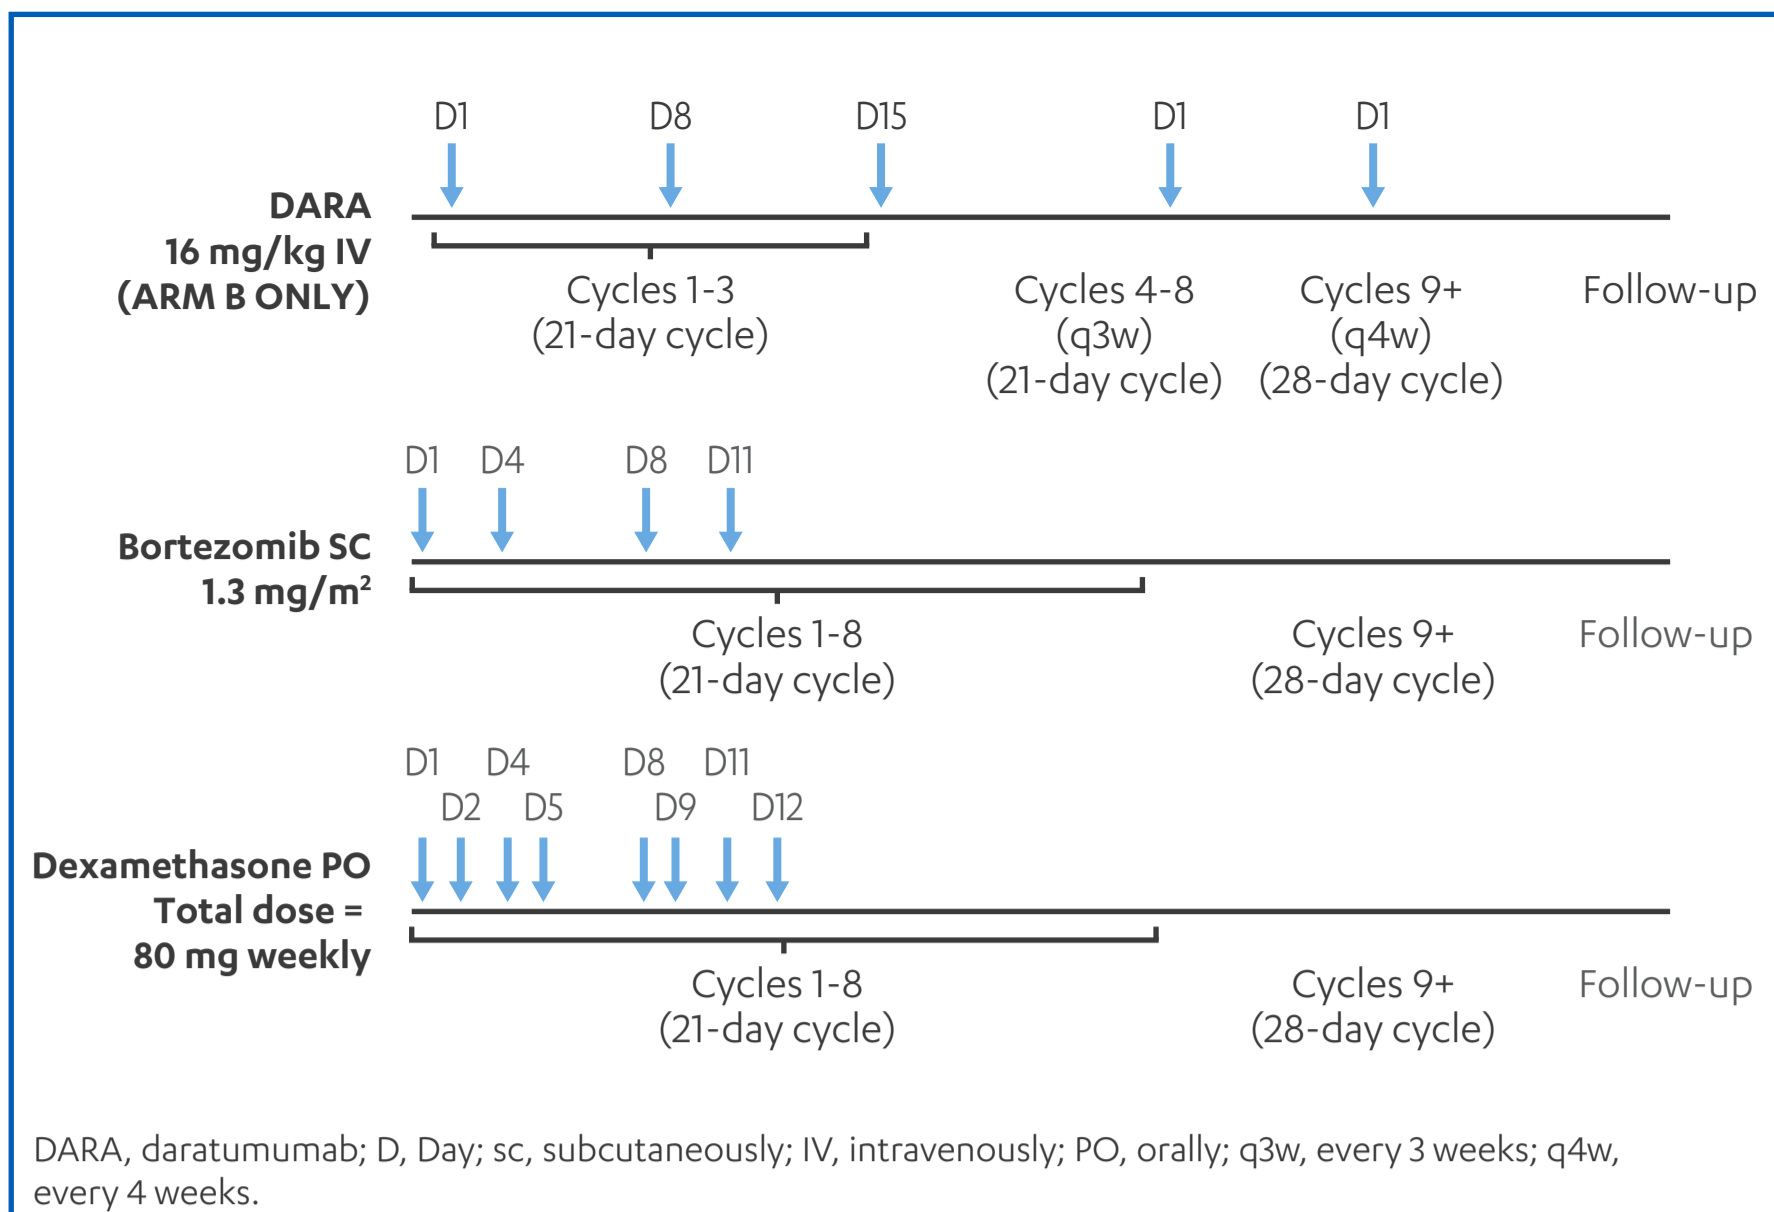 D1 D8 D15 D1 D1
DARA
16 mg/kg IV
(ARM B ONLY)
Cycles 1-3 Cycles 4-8 Cycles 9+ Follow-up
(21-day cycle) (q3w) (q4w)
(21-day cycle) (28-day cycle)
D1 D4 D8 D11
Bortezomib SC
1.3 mg/m²
Cycles 1-8 Cycles 9+ Follow-up
(21-day cycle) (28-day cycle)
D1 D4 D8 D11
D2 D5 D9 D12
Dexamethasone PO
Total dose =
80 mg weekly
Cycles 1-8 Cycles 9+ Follow-up
(21-day cycle) (28-day cycle)
DARA, daratumumab; D, Day; sc, subcutaneously; IV, intravenously; PO, orally; q3w, every 3 weeks; q4w,
every 4 weeks.